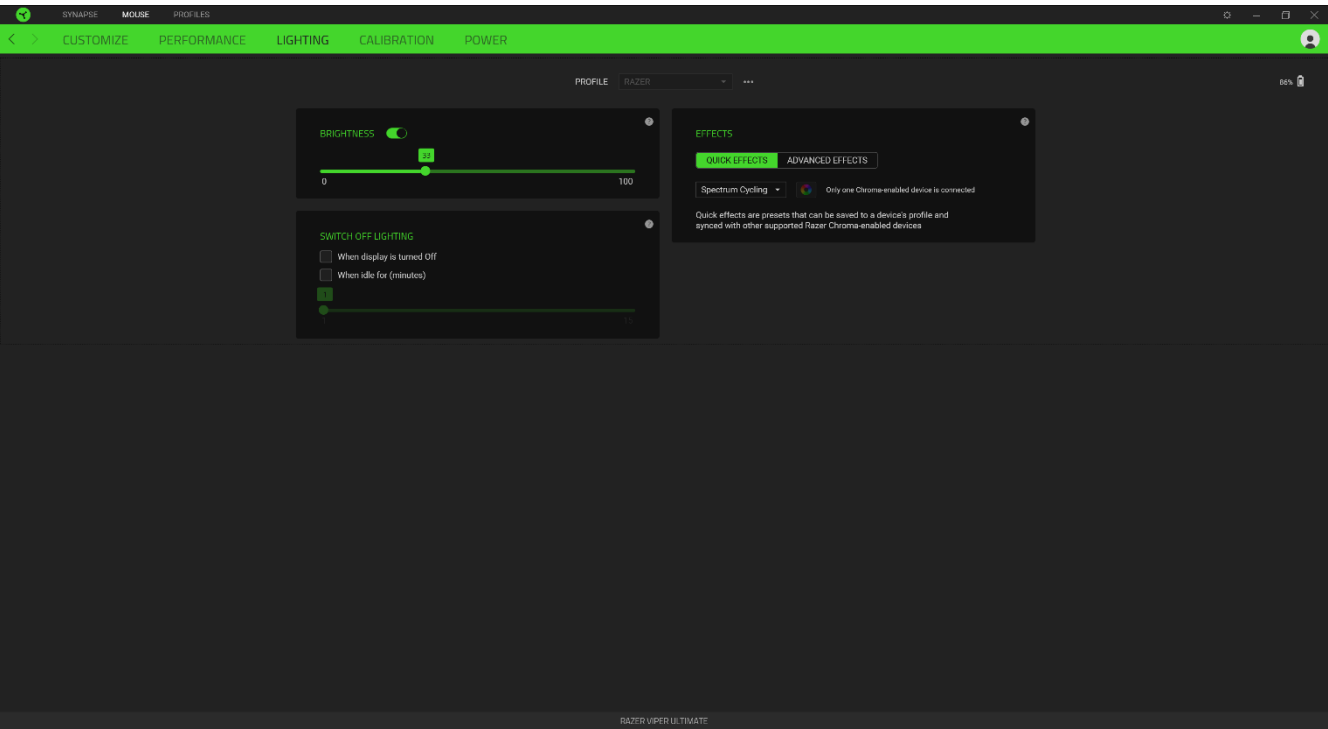 SYNAPSE MOUSE PROFILES
CUSTOMIZE PERFORMANCE LIGHTING CALIBRATION POWER
PROFILE RAZER
86%
BRIGHTNESS
33
0 100
SWITCH OFF LIGHTING
When display is turned Off
When idle for (minutes)
1
1 15
EFFECTS
QUICK EFFECTS ADVANCED EFFECTS
Spectrum Cycling Only one Chroma-enabled device is connected
Quick effects are presets that can be saved to a device's profile and
synced with other supported Razer Chroma-enabled devices
RAZER VIPER ULTIMATE